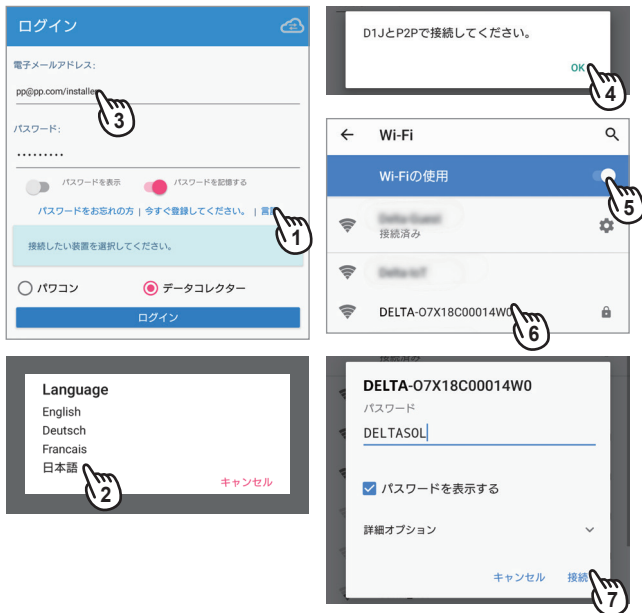 ログイン
電子メールアドレス:
pp@pp.com/installer
3
パスワード:
•••••••••
パスワードを表示
パスワードを記憶する
パスワードをお忘れの方 | 今すぐ登録してください。 | 言
1
接続したい装置を選択してください。
パワコン
データコレクター
ログイン
Language
English
Deutsch
Francais
日本語
2
キャンセル
D1JとP2Pで接続してください。
OK
4
Wi-Fi
Wi-Fiの使用
5
接続済み
DELTA-O7X18C00014W0
6
接続済み
DELTA-O7X18C00014W0
パスワード
DELTASOL
パスワードを表示する
詳細オプション
キャンセル
接続
7